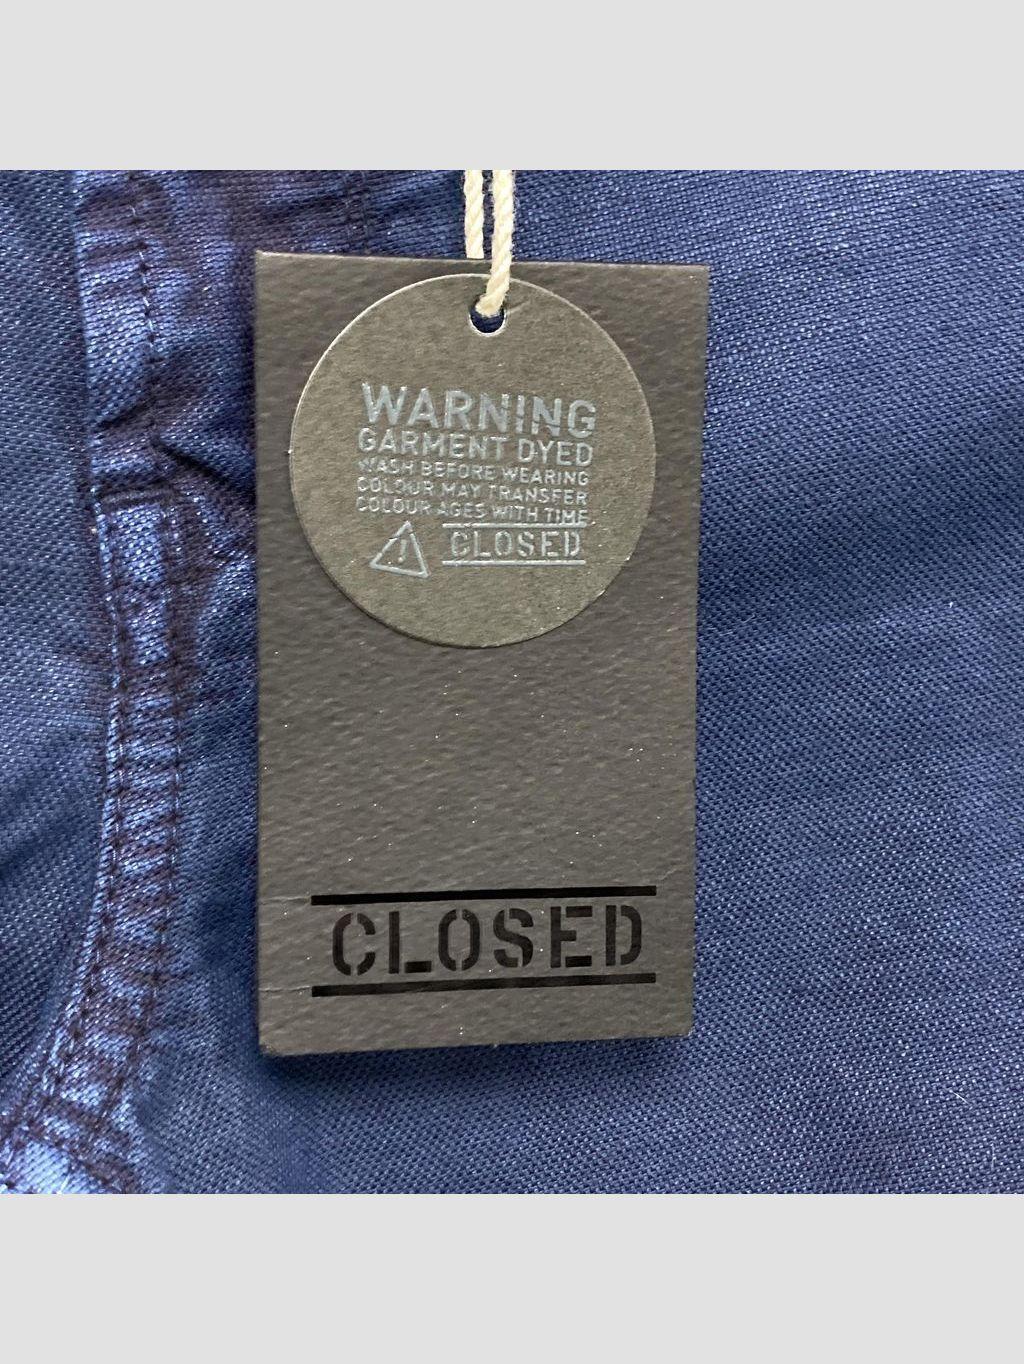 WARNING
GARMENT DYED
WASH BEFORE WEARING
COLOUR MAY TRANSFER
COLOUR AGES WITH TIME
CLOSED
CLOSED